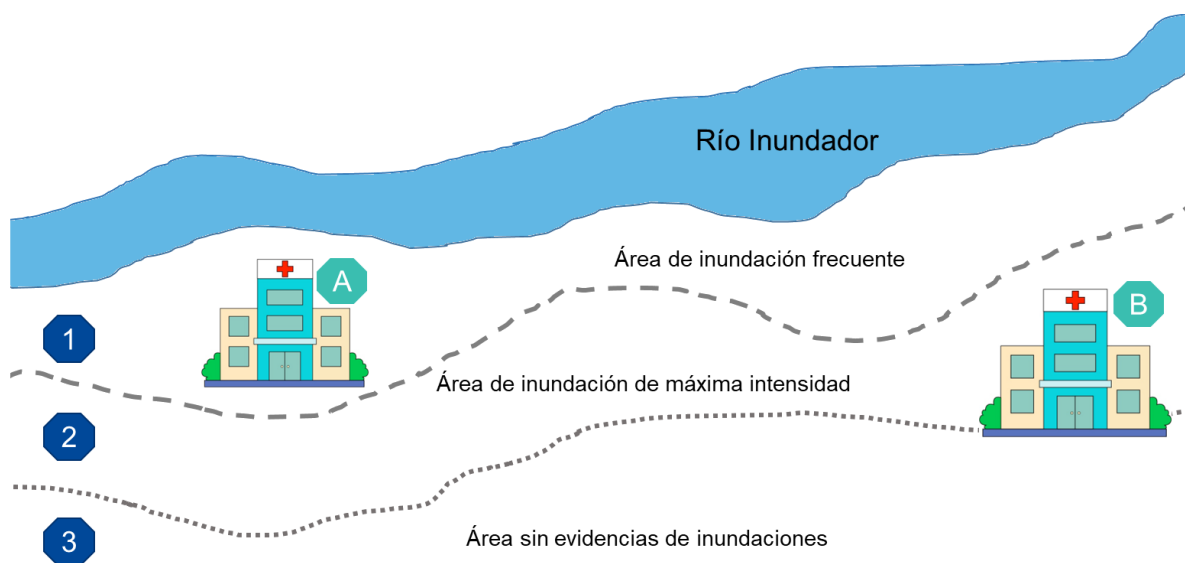 Río Inundador
Área de inundación frecuente
A
B
1
Área de inundación de máxima intensidad
2
3
Área sin evidencias de inundaciones